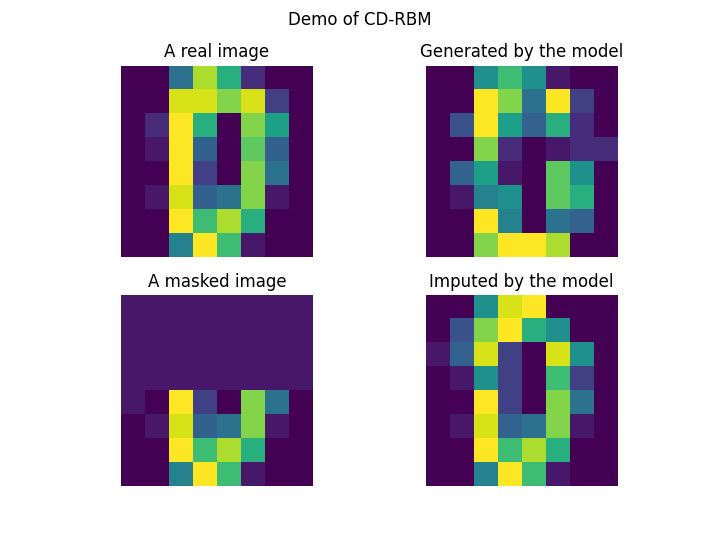 Demo of CD-RBM
A real image
Generated by the model
A masked image
Imputed by the model